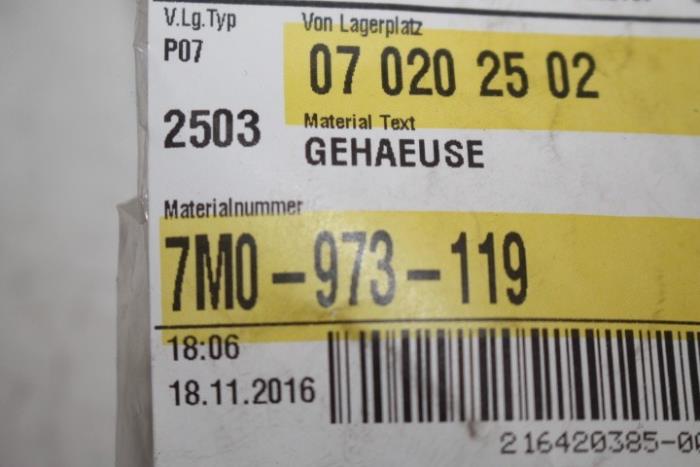 V.Lg.Typ Von Lagerplatz
P07 07 020 25 02
2503 Material Text
GEHAEUSE
Materialnummer
7M0-973-119
18:06
18.11.2016
216420385-00